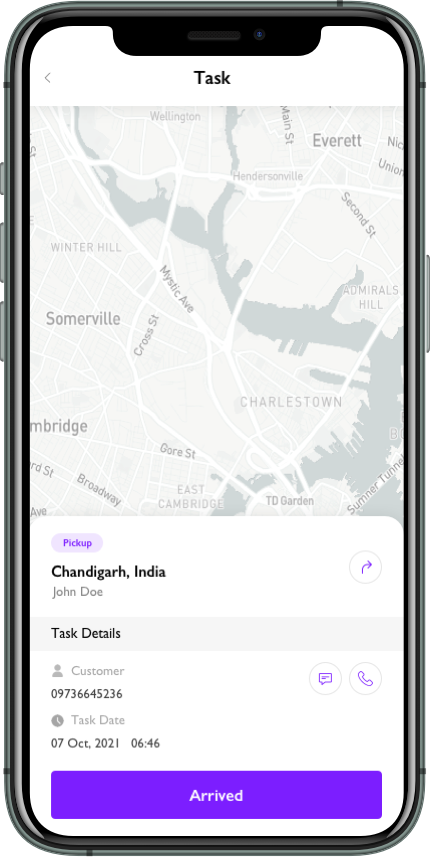 Task
Wellington
Main St
Everett
Nic
Union
Hendersonville
St
Second St
WINTER HILL
Mystic Ave
ADMIRALS
HILL
Somerville
Cross St
CHARLESTOWN
mbridge
B
Gore St
rd St
Broadway
EAST
CAMBRIDGE
TD Garden
Sumner Tunnel
Ave
Pickup
Chandigarh, India
John Doe
Task Details
Customer
09736645236
Task Date
07 Oct, 2021 06:46
Arrived